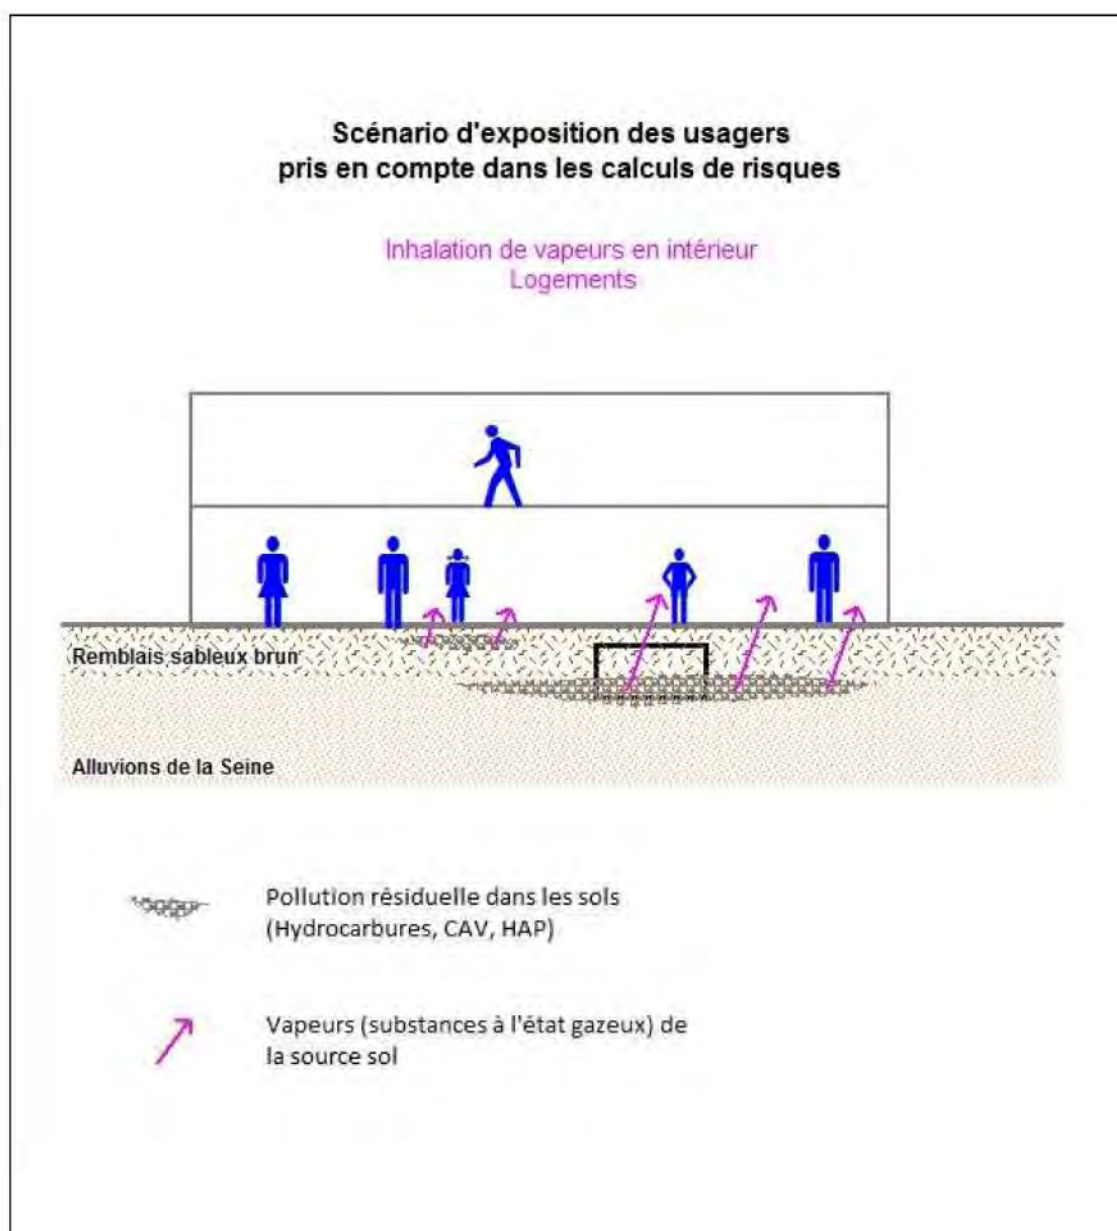 Scénario d'exposition des usagers
pris en compte dans les calculs de risques
Inhalation de vapeurs en intérieur
Logements
Remblais sableux brun
Alluvions de la Seine
Pollution résiduelle dans les sols
(Hydrocarbures, CAV, HAP)
Vapeurs (substances à l'état gazeux) de
la source sol